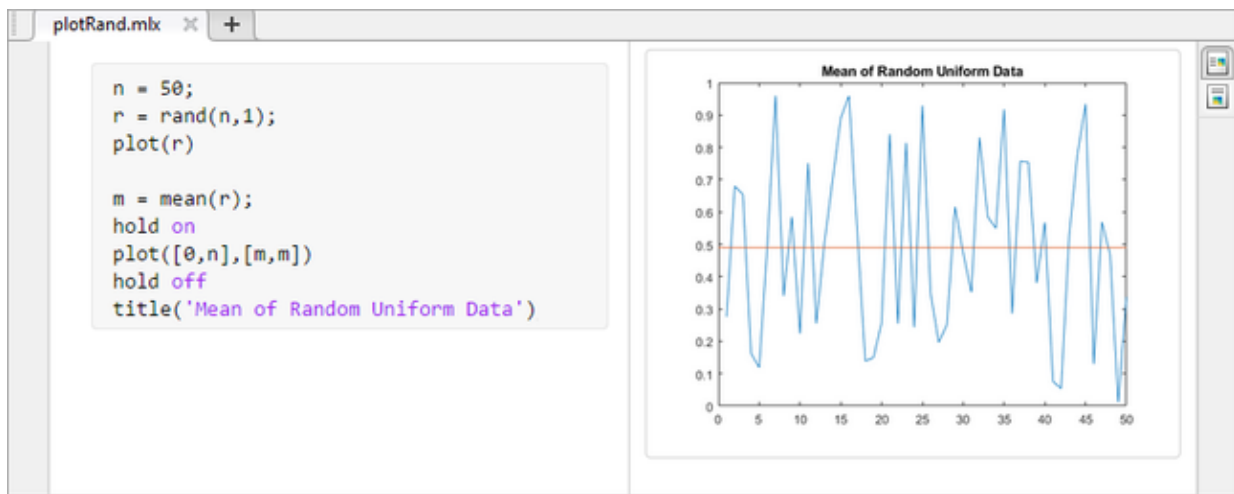 plotRand.mlx
n = 50;
r = rand(n,1);
plot(r)
m = mean(r);
hold on
plot([0,n],[m,m])
hold off
title('Mean of Random Uniform Data')
Mean of Random Uniform Data
1
0.9
0.8
0.7
0.6
0.5
0.4
0.3
0.2
0.1
0
0 5 10 15 20 25 30 35 40 45 50